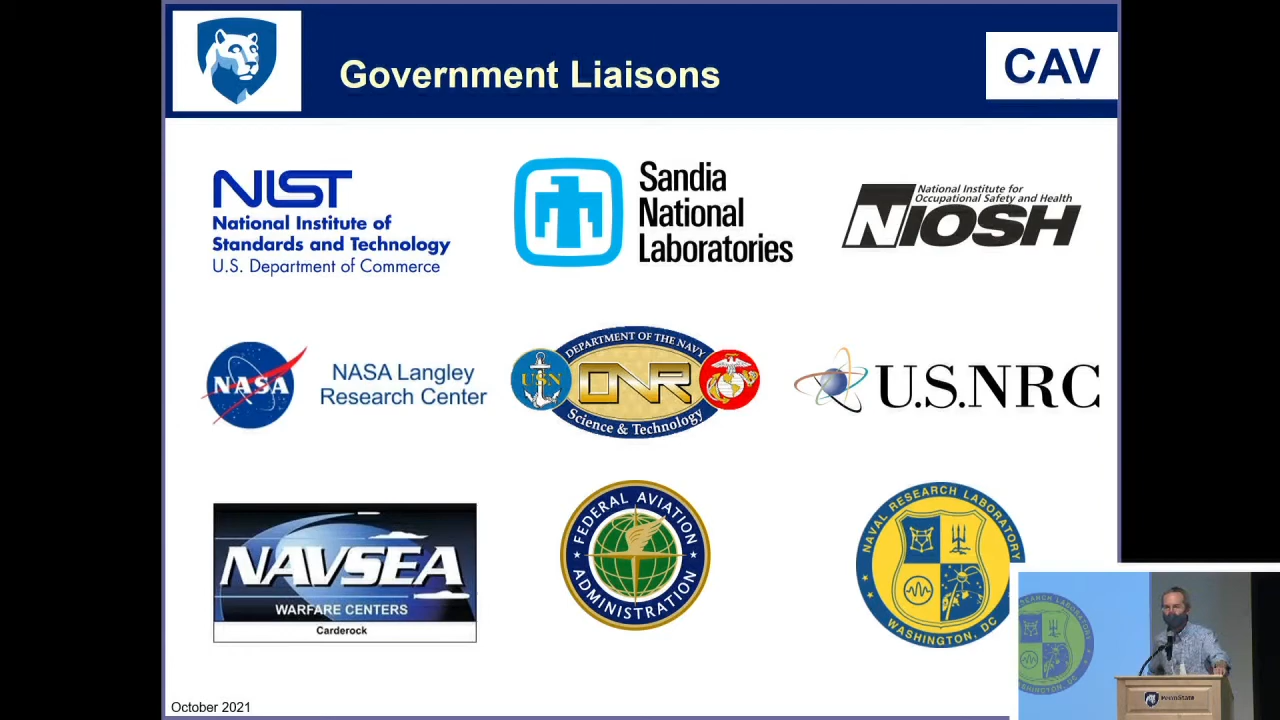 Government Liaisons
CAV
NIST
National Institute of
Standards and Technology
U.S. Department of Commerce
Sandia
National
Laboratories
National Institute for
Occupational Safety and Health
NIOSH
NASA
NASA Langley
Research Center
DEPARTMENT OF THE NAVY
USN
ONR
Science & Technology
U.S.NRC
NAVSEA
WARFARE CENTERS
Carderock
FEDERAL AVIATION
ADMINISTRATION
NAVAL RESEARCH LABORATORY
WASHINGTON, DC
PennState
October 2021